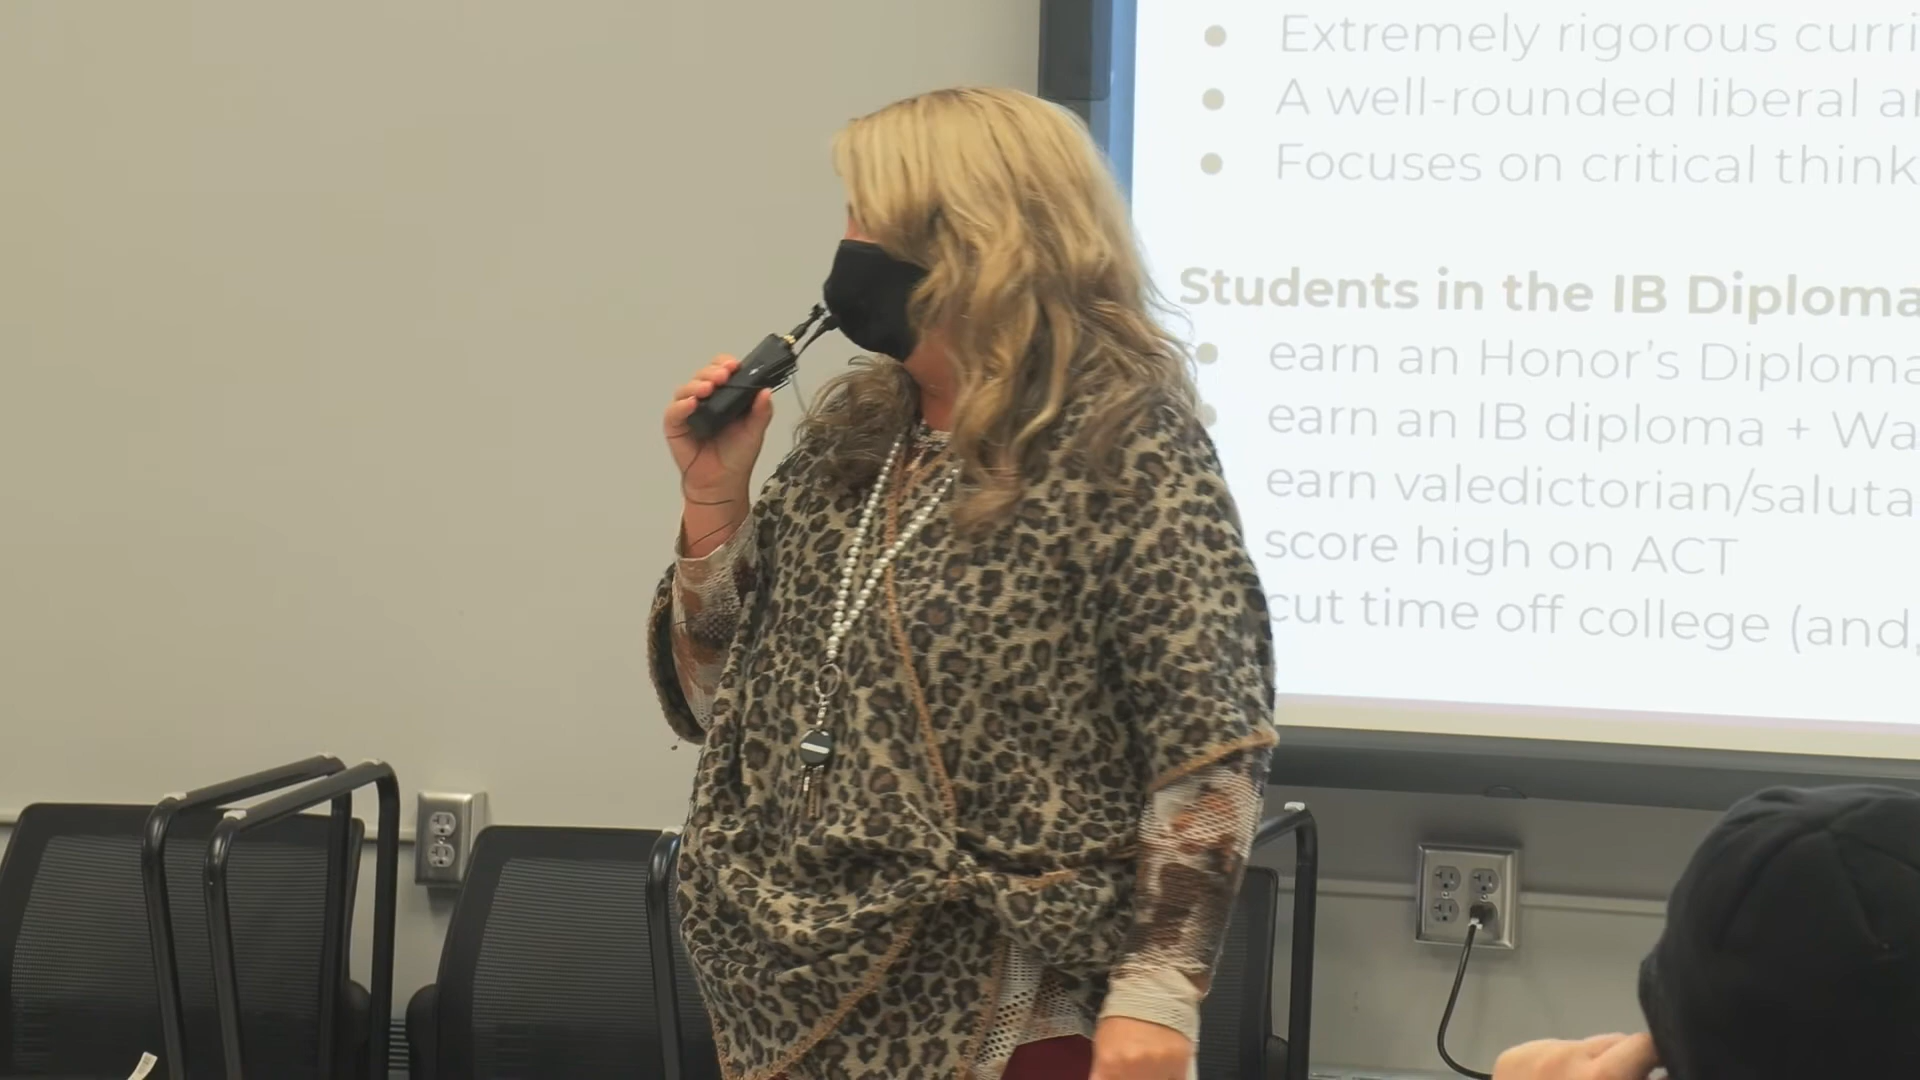 Extremely rigorous curri
A well-rounded liberal ar
Focuses on critical think
Students in the IB Diploma
earn an Honor's Diploma
earn an IB diploma + Wa
earn valedictorian/saluta
score high on ACT
cut time off college (and,